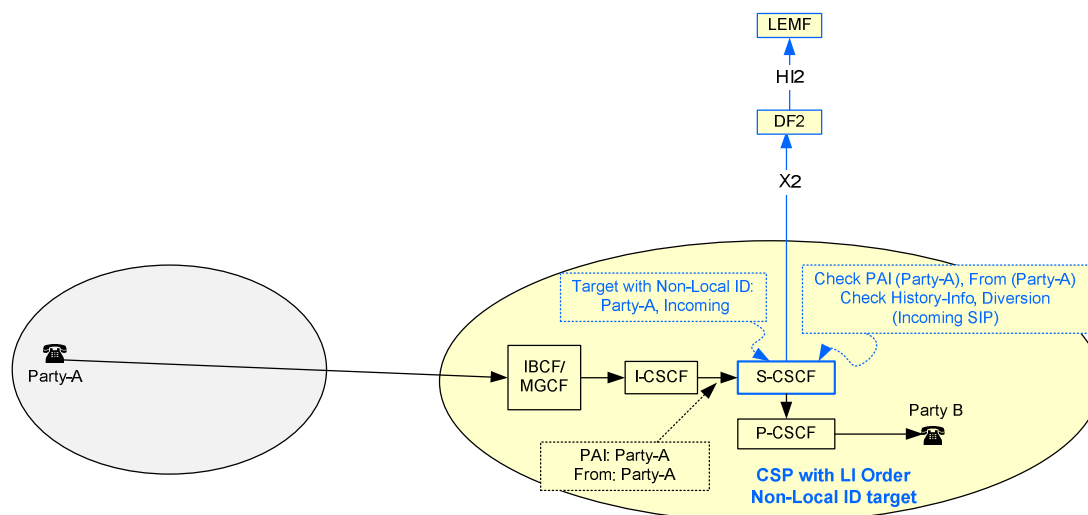 LEMF
HI2
DF2
X2
Target with Non-Local ID:
Party-A, Incoming
Check PAI (Party-A), From (Party-A)
Check History-Info, Diversion
(Incoming SIP)
Party-A
IBCF/
MGCF
I-CSCF
S-CSCF
P-CSCF
Party B
PAI: Party-A
From: Party-A
CSP with LI Order
Non-Local ID target